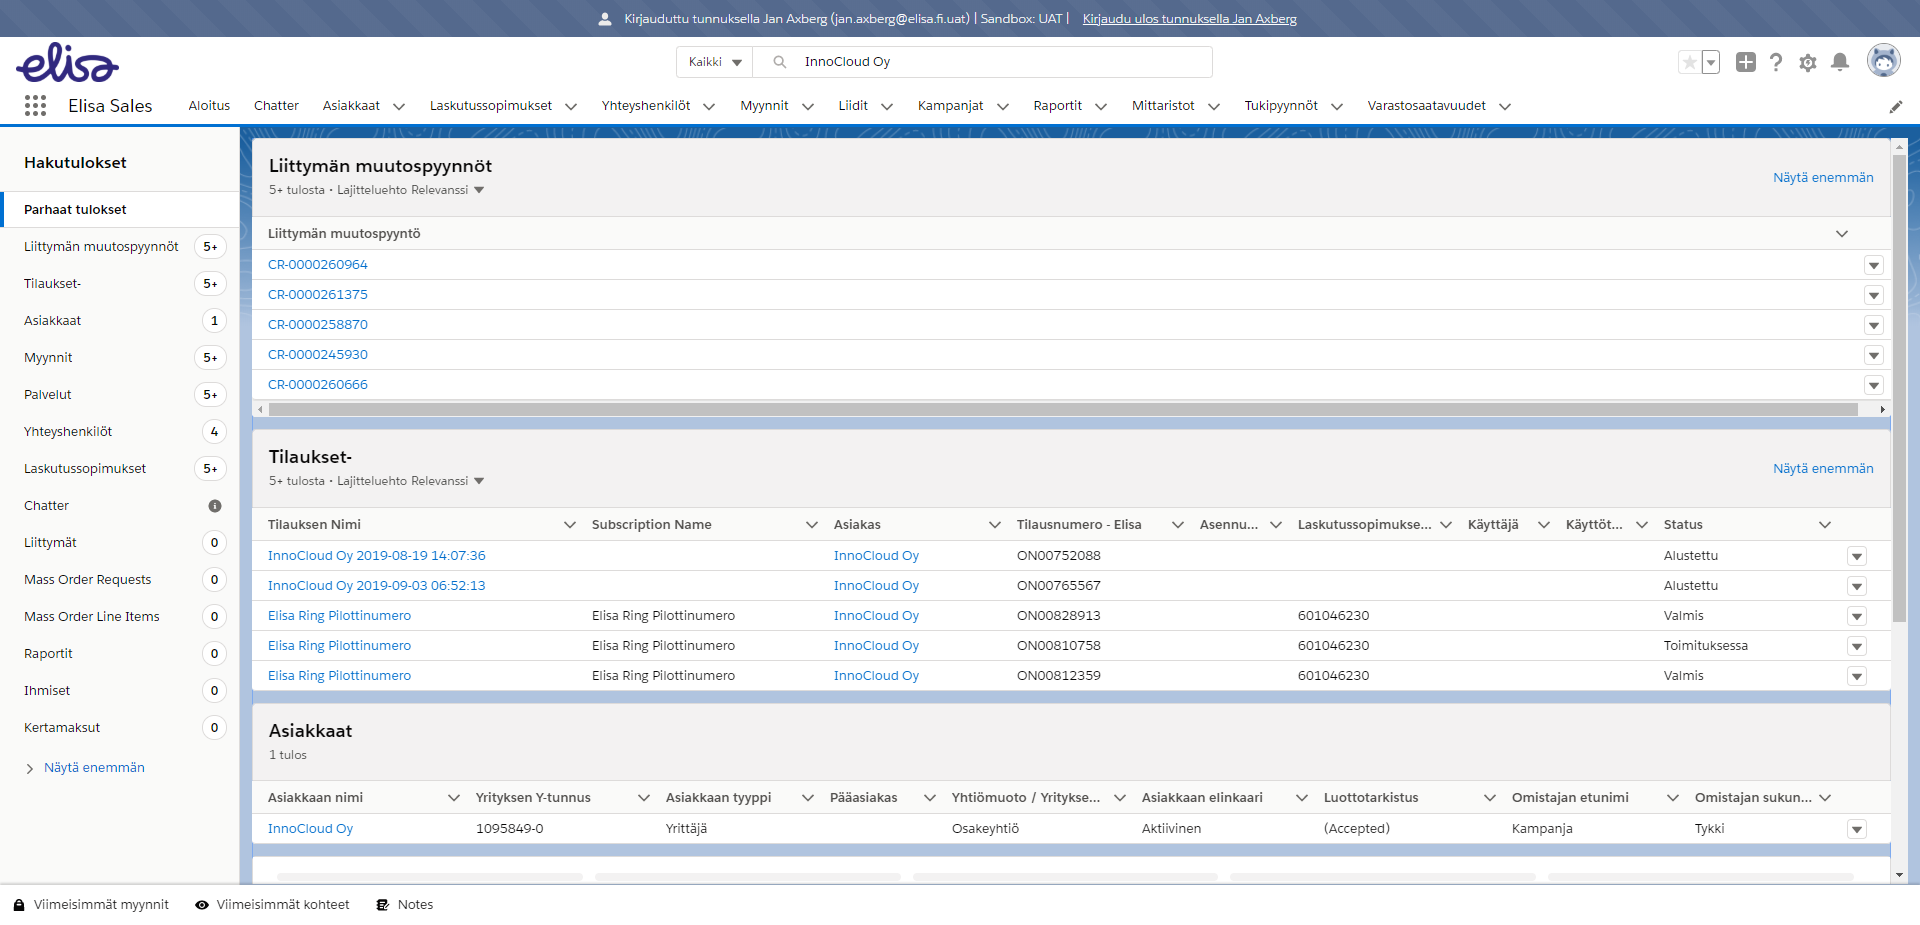 Kirjauduttu tunnuksella Jan Axberg (jan.axberg@elisa.fi.uat) | Sandbox: UAT | Kirjaudu ulos tunnuksella Jan Axberg
elisa
Kaikki InnoCloud Oy
Elisa Sales Aloitus Chatter Asiakkaat Laskutussopimukset Yhteyshenkilöt Myynnit Liidit Kampanjat Raportit Mittaristot Tukipyynnöt Varastosaatavuudet
Hakutulokset
Parhaat tulokset
Liittymän muutospyynnöt 5+
Tilaukset- 5+
Asiakkaat 1
Myynnit 5+
Palvelut 5+
Yhteyshenkilöt 4
Laskutussopimukset 5+
Chatter
Liittymät 0
Mass Order Requests 0
Mass Order Line Items 0
Raportit 0
Ihmiset 0
Kertamaksut 0
Näytä enemmän
Liittymän muutospyynnöt
5+ tulosta • Lajitteluehto Relevanssi
Näytä enemmän
Liittymän muutospyyntö
CR-0000260964
CR-0000261375
CR-0000258870
CR-0000245930
CR-0000260666
Tilaukset-
5+ tulosta • Lajitteluehto Relevanssi
Näytä enemmän
Tilauksen Nimi Subscription Name Asiakas Tilausnumero - Elisa Asennu... Laskutussopimukse... Käyttäjä Käyttöt... Status
InnoCloud Oy 2019-08-19 14:07:36 InnoCloud Oy ON00752088 Alustettu
InnoCloud Oy 2019-09-03 06:52:13 InnoCloud Oy ON00765567 Alustettu
Elisa Ring Pilottinumero Elisa Ring Pilottinumero InnoCloud Oy ON00828913 601046230 Valmis
Elisa Ring Pilottinumero Elisa Ring Pilottinumero InnoCloud Oy ON00810758 601046230 Toimituksessa
Elisa Ring Pilottinumero Elisa Ring Pilottinumero InnoCloud Oy ON00812359 601046230 Valmis
Asiakkaat
1 tulos
Asiakkaan nimi Yrityksen Y-tunnus Asiakkaan tyyppi Pääasiakas Yhtiömuoto / Yritykse... Asiakkaan elinkaari Luottotarkistus Omistajan etunimi Omistajan sukun...
InnoCloud Oy 1095849-0 Yrittäjä Osakeyhtiö Aktiivinen (Accepted) Kampanja Tykki
Viimeisimmät myynnit Viimeisimmät kohteet Notes